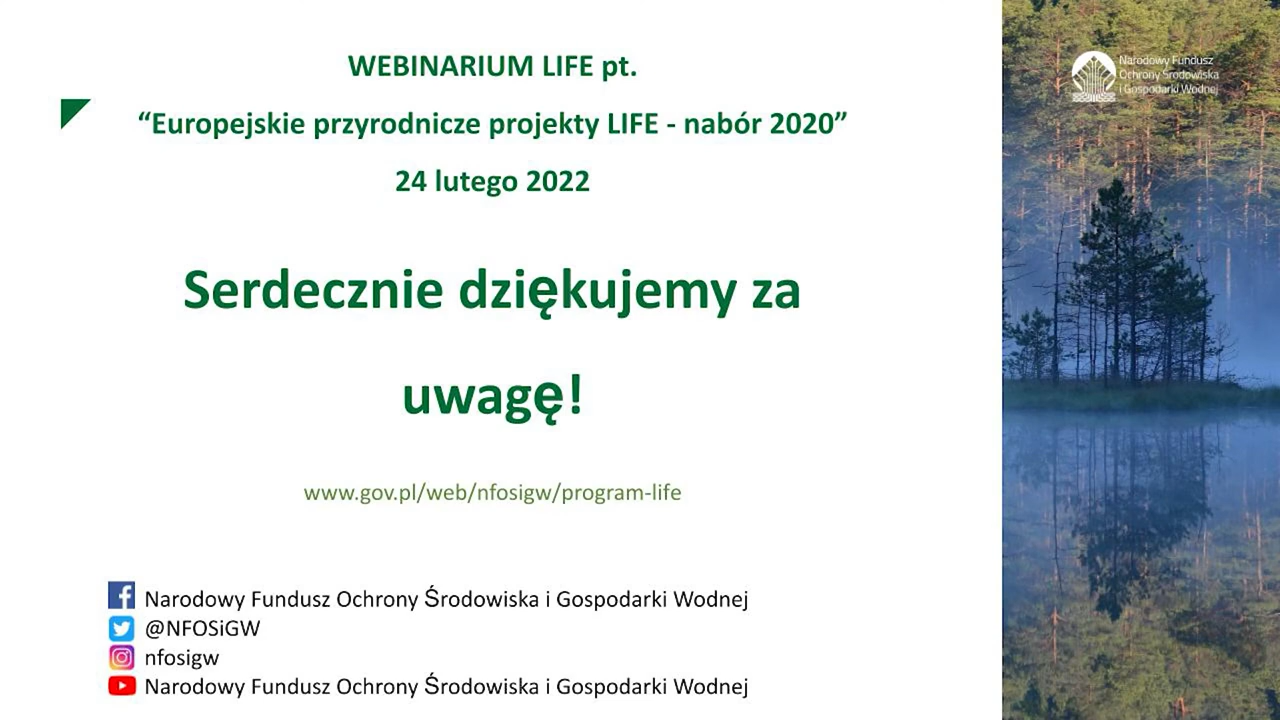 WEBINARIUM LIFE pt.
“Europejskie przyrodnicze projekty LIFE - nabór 2020”
24 lutego 2022
Serdecznie dziękujemy za
uwagę!
www.gov.pl/web/nfosigw/program-life
Narodowy Fundusz Ochrony Środowiska i Gospodarki Wodnej
@NFOSiGW
nfosigw
Narodowy Fundusz Ochrony Środowiska i Gospodarki Wodnej
Narodowy Fundusz
Ochrony Środowiska
i Gospodarki Wodnej